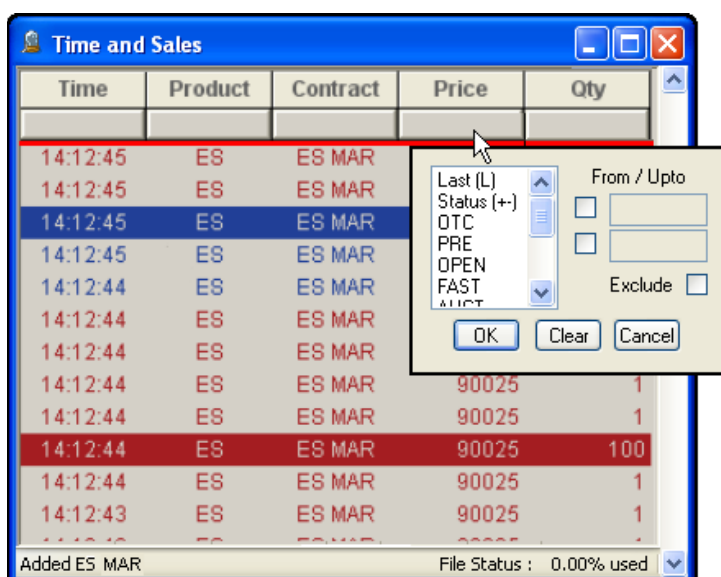 Time and Sales
Time Product Contract Price Qty
14:12:45 ES ES MAR
14:12:45 ES ES MAR
14:12:45 ES ES MAR
14:12:45 ES ES MAR
14:12:44 ES ES MAR
14:12:44 ES ES MAR
14:12:44 ES ES MAR
14:12:44 ES ES MAR 90025 1
14:12:44 ES ES MAR 90025 1
14:12:44 ES ES MAR 90025 100
14:12:44 ES ES MAR 90025 1
14:12:43 ES ES MAR 90025 1
Last (L)
Status (+-)
OTC
PRE
OPEN
FAST
From / Upto
Exclude
OK Clear Cancel
Added ES MAR File Status : 0.00% used